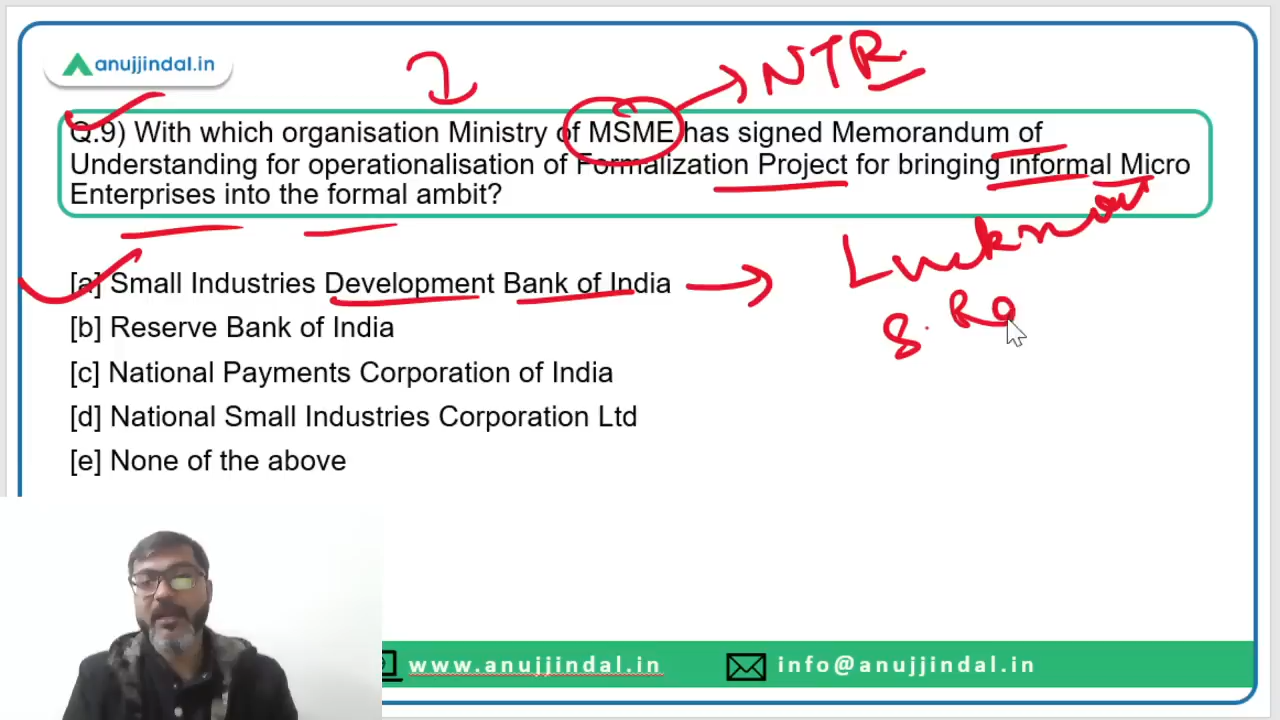 anujjindal.in
NTR.
Q.9) With which organisation Ministry of MSME has signed Memorandum of
Understanding for operationalisation of Formalization Project for bringing informal Micro
Enterprises into the formal ambit?
[a] Small Industries Development Bank of India
Lucknow
[b] Reserve Bank of India
S. Ra
[c] National Payments Corporation of India
[d] National Small Industries Corporation Ltd
[e] None of the above
www.anujjindal.in
info@anujjindal.in